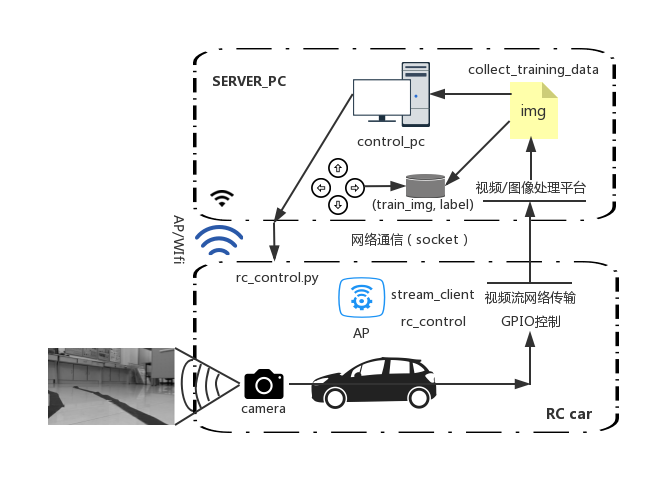 SERVER_PC
collect_training_data
img
control_pc
视频/图像处理平台
(train_img, label)
AP/WIfi
网络通信（socket）
rc_control.py
stream_client
视频流网络传输
rc_control
GPIO控制
AP
camera
RC car